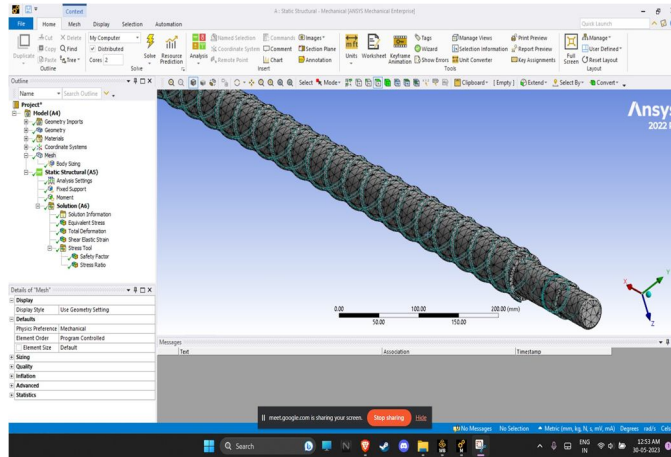 Context
A : Static Structural - Mechanical [ANSYS Mechanical Enterprise]
File Home Mesh Display Selection Automation
Quick Launch
Duplicate
Cut
Copy
Paste
Delete
Find
Tree
Outline
My Computer
Distributed
Cores 2
Solve
Solve
Resource Prediction
Analysis
Named Selection
Coordinate System
Remote Point
Commands
Comment
Chart
Images
Section Plane
Annotation
Insert
Units
Worksheet
Keyframe Animation
Tags
Wizard
Show Errors
Manage Views
Selection Information
Unit Converter
Print Preview
Report Preview
Key Assignments
Tools
Full Screen
Manage
User Defined
Reset Layout
Layout
Outline
Name
Search Outline
Select
Mode
Clipboard
[ Empty ]
Extend
Select By
Convert
Project*
Model (A4)
Geometry Imports
Geometry
Materials
Coordinate Systems
Mesh
Body Sizing
Static Structural (A5)
Analysis Settings
Fixed Support
Moment
Solution (A6)
Solution Information
Equivalent Stress
Total Deformation
Shear Elastic Strain
Stress Tool
Safety Factor
Stress Ratio
Ansys
2022
0.00 100.00 200.00 (mm)
50.00 150.00
X
Y
Z
Details of "Mesh"
Display
Display Style Use Geometry Setting
Defaults
Physics Preference Mechanical
Element Order Program Controlled
Element Size Default
Sizing
Quality
Inflation
Advanced
Statistics
Messages
Text Association Timestamp
meet.google.com is sharing your screen. Stop sharing Hide
No Messages No Selection Metric (mm, kg, N, s, mV, mA) Degrees rad/s
Search
ENG
IN
12:53 AM
30-05-2023